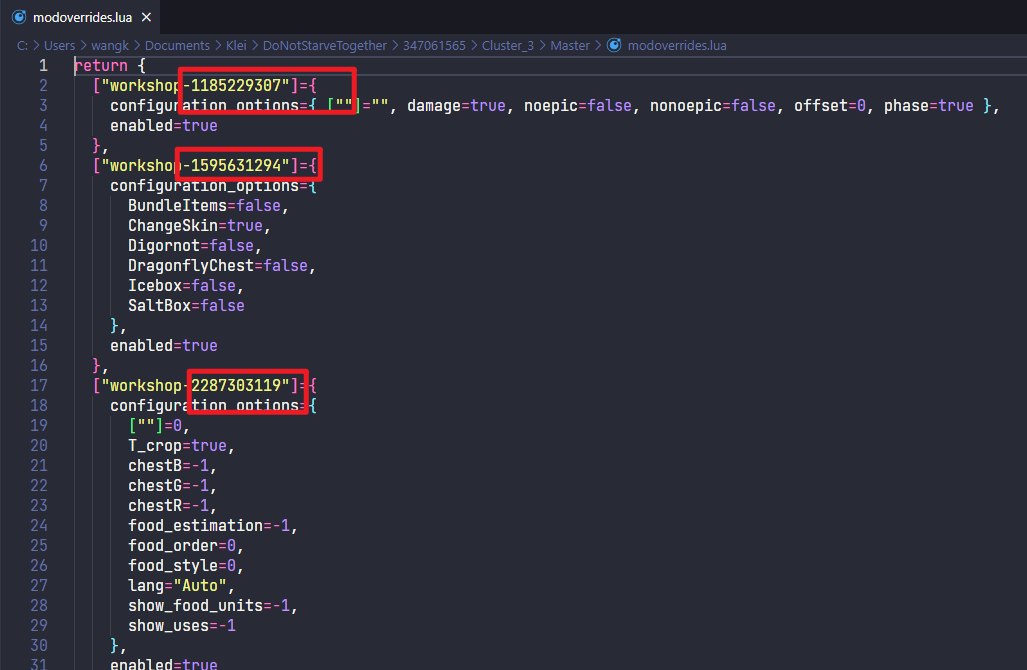 modoverrides.lua ×
C: > Users > wangk > Documents > Klei > DoNotStarveTogether > 347061565 > Cluster_3 > Master > modoverrides.lua
1 return {
2 ["workshop-1185229307"]={
3 configuration_options={ [""]="", damage=true, noepic=false, nonoepic=false, offset=0, phase=true },
4 enabled=true
5 },
6 ["workshop-1595631294"]={
7 configuration_options={
8 BundleItems=false,
9 ChangeSkin=true,
10 Digornot=false,
11 DragonflyChest=false,
12 Icebox=false,
13 SaltBox=false
14 },
15 enabled=true
16 },
17 ["workshop-2287303119"]={
18 configuration_options={
19 [""]=0,
20 T_crop=true,
21 chestB=-1,
22 chestG=-1,
23 chestR=-1,
24 food_estimation=-1,
25 food_order=0,
26 food_style=0,
27 lang="Auto",
28 show_food_units=-1,
29 show_uses=-1
30 },
31 enabled=true